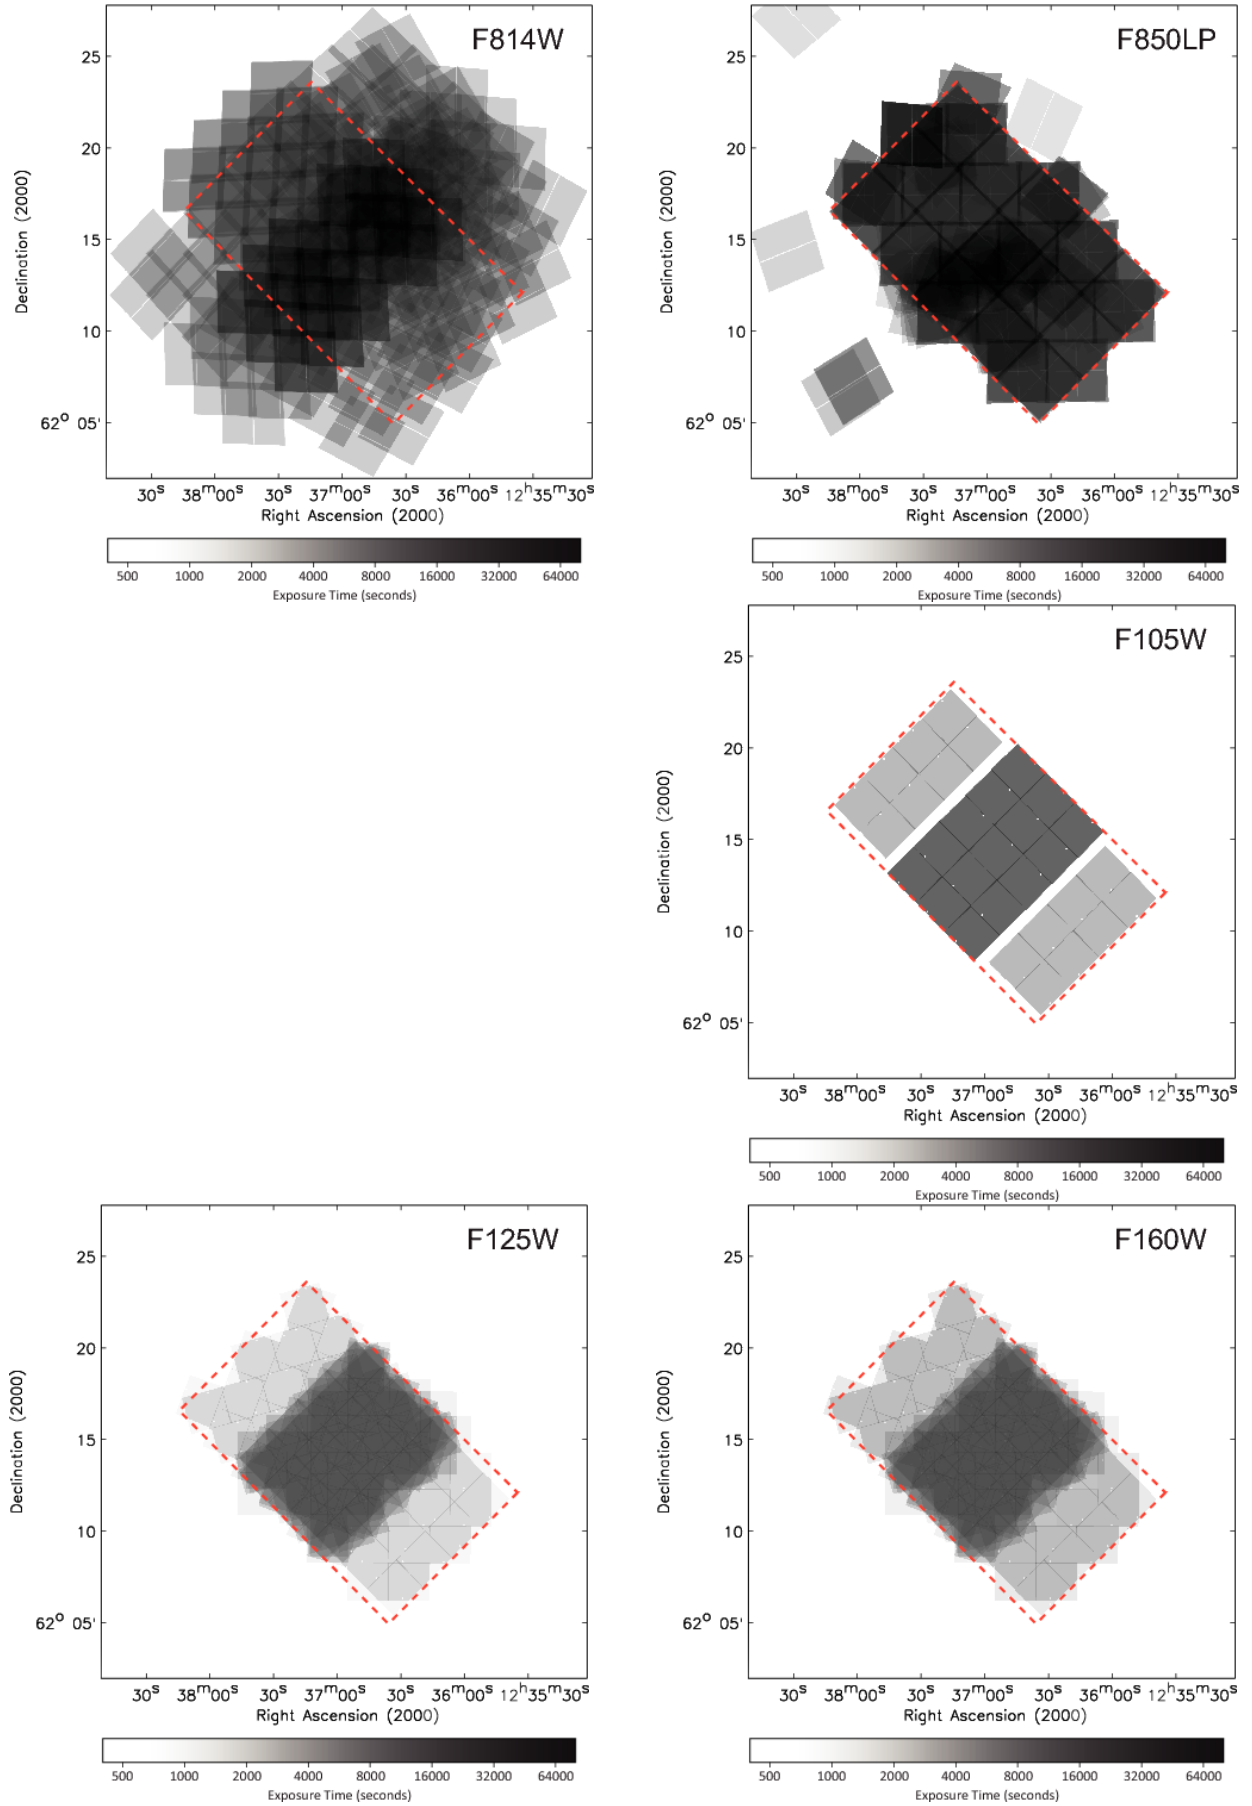 F814W
25
20
15
10
62° 05'
Declination (2000)
30ˢ 38ᵐ00ˢ 30ˢ 37ᵐ00ˢ 30ˢ 36ᵐ00ˢ 12ʰ35ᵐ30ˢ
Right Ascension (2000)
500 1000 2000 4000 8000 16000 32000 64000
Exposure Time (seconds)
F850LP
25
20
15
10
62° 05'
Declination (2000)
30ˢ 38ᵐ00ˢ 30ˢ 37ᵐ00ˢ 30ˢ 36ᵐ00ˢ 12ʰ35ᵐ30ˢ
Right Ascension (2000)
500 1000 2000 4000 8000 16000 32000 64000
Exposure Time (seconds)
F105W
25
20
15
10
62° 05'
Declination (2000)
30ˢ 38ᵐ00ˢ 30ˢ 37ᵐ00ˢ 30ˢ 36ᵐ00ˢ 12ʰ35ᵐ30ˢ
Right Ascension (2000)
500 1000 2000 4000 8000 16000 32000 64000
Exposure Time (seconds)
F125W
25
20
15
10
62° 05'
Declination (2000)
30ˢ 38ᵐ00ˢ 30ˢ 37ᵐ00ˢ 30ˢ 36ᵐ00ˢ 12ʰ35ᵐ30ˢ
Right Ascension (2000)
500 1000 2000 4000 8000 16000 32000 64000
Exposure Time (seconds)
F160W
25
20
15
10
62° 05'
Declination (2000)
30ˢ 38ᵐ00ˢ 30ˢ 37ᵐ00ˢ 30ˢ 36ᵐ00ˢ 12ʰ35ᵐ30ˢ
Right Ascension (2000)
500 1000 2000 4000 8000 16000 32000 64000
Exposure Time (seconds)